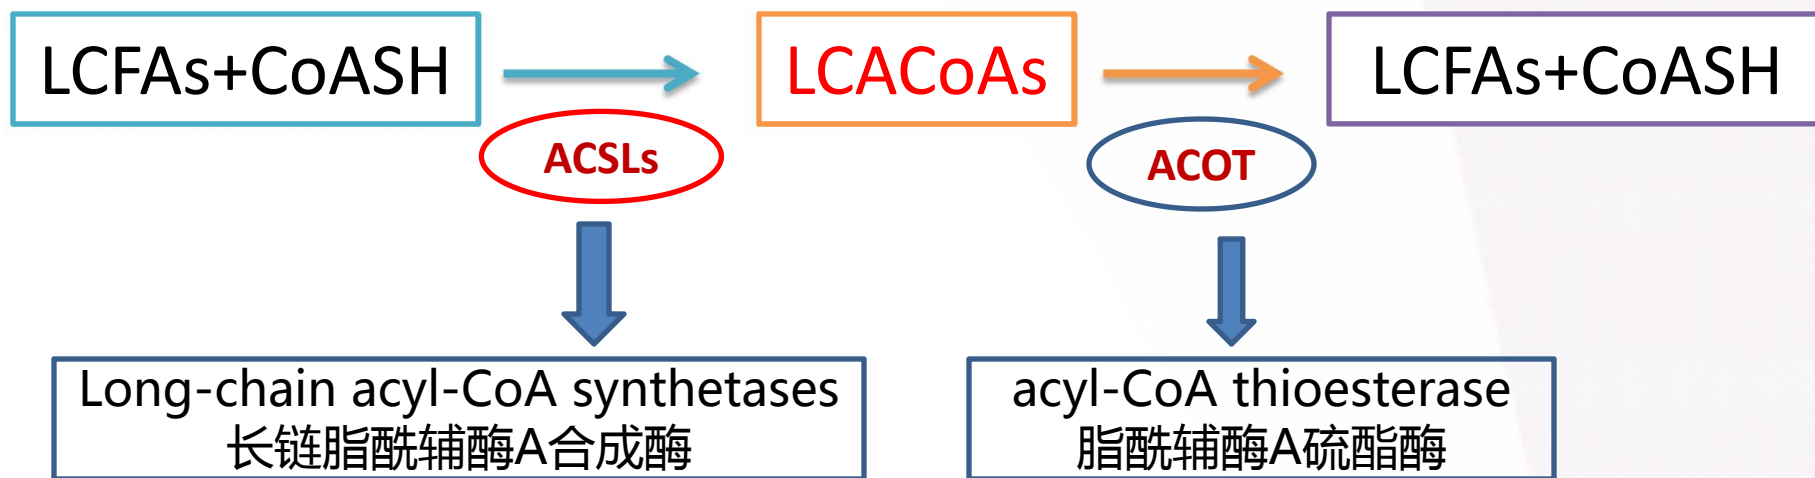 LCFAs+CoASH
LCACoAs
LCFAs+CoASH
ACSLs
ACOT
Long-chain acyl-CoA synthetases
长链脂酰辅酶A合成酶
acyl-CoA thioesterase
脂酰辅酶A硫酯酶